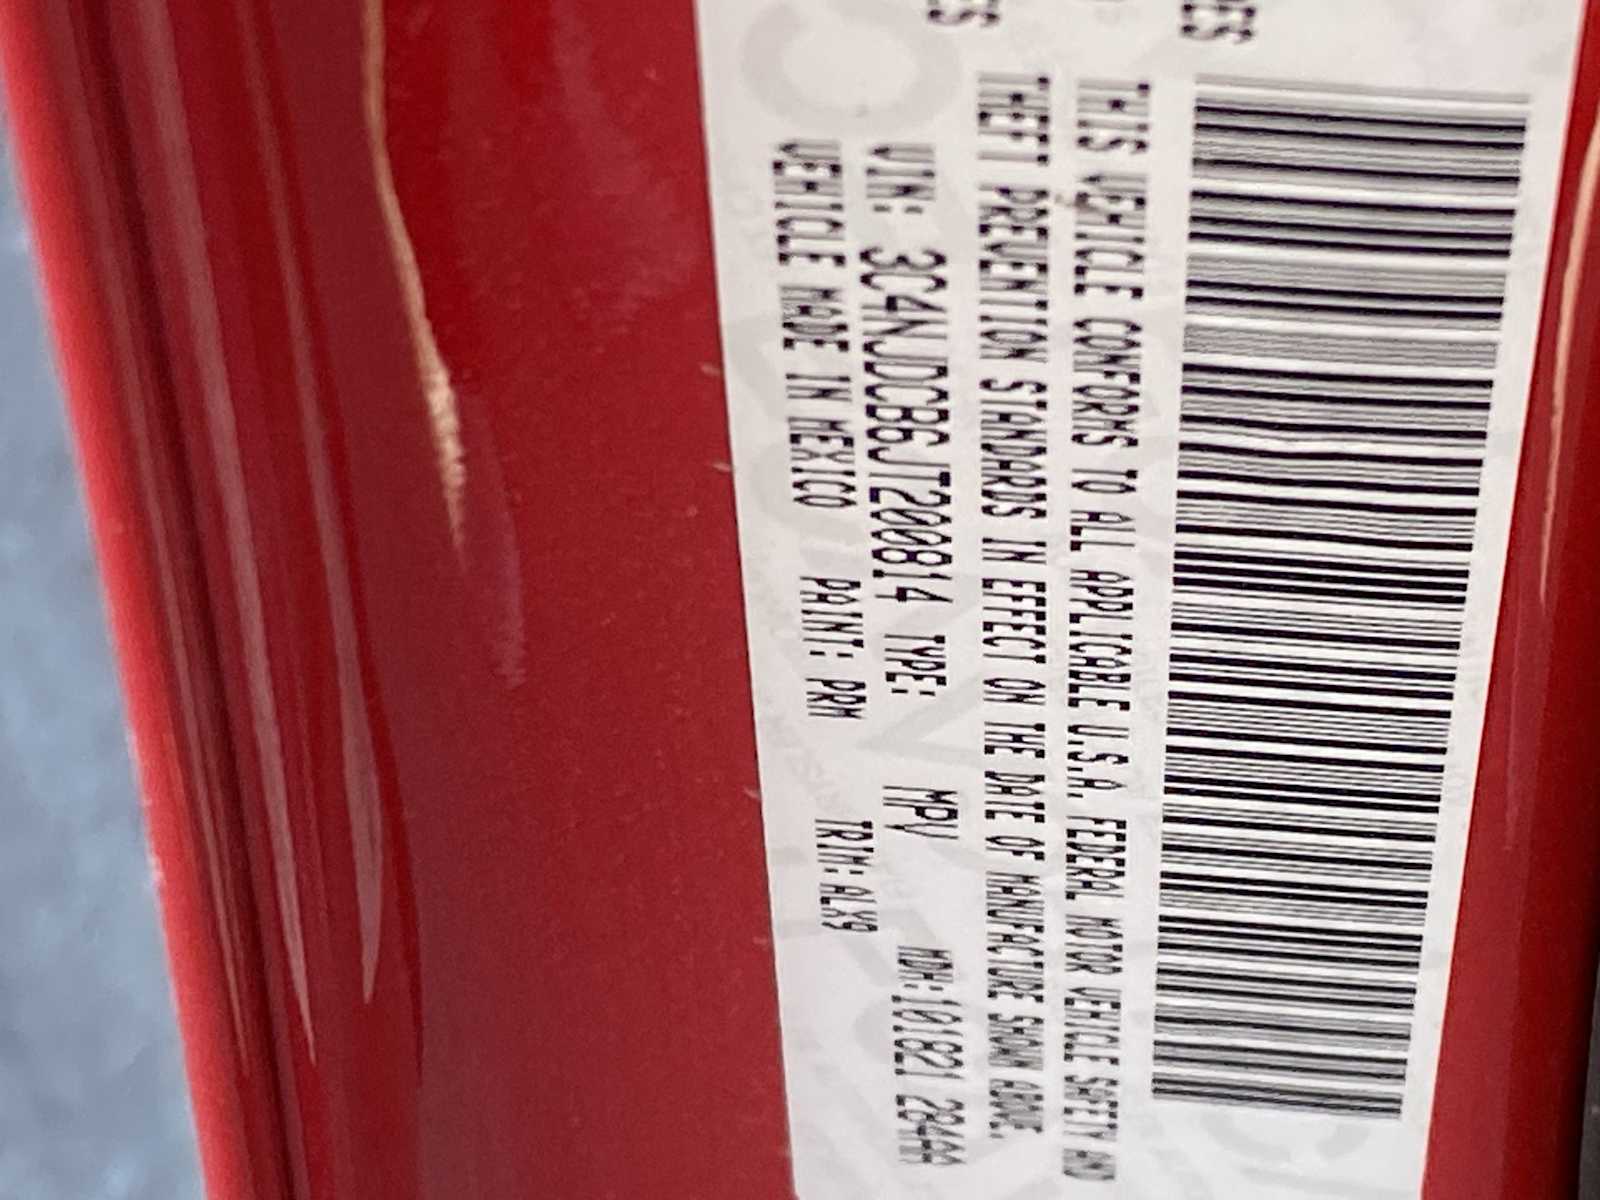 THIS VEHICLE CONFORMS TO ALL APPLICABLE U.S.A. FEDERAL MOTOR VEHICLE SAFETY AND
THEFT PREVENTION STANDARDS IN EFFECT ON THE DATE OF MANUFACTURE SHOWN ABOVE.
VIN: 3C4NJDCB6JT200814 TYPE: MPV MDH:101821 284AA
VEHICLE MADE IN MEXICO PAINT: PRM TRIM:ALX9